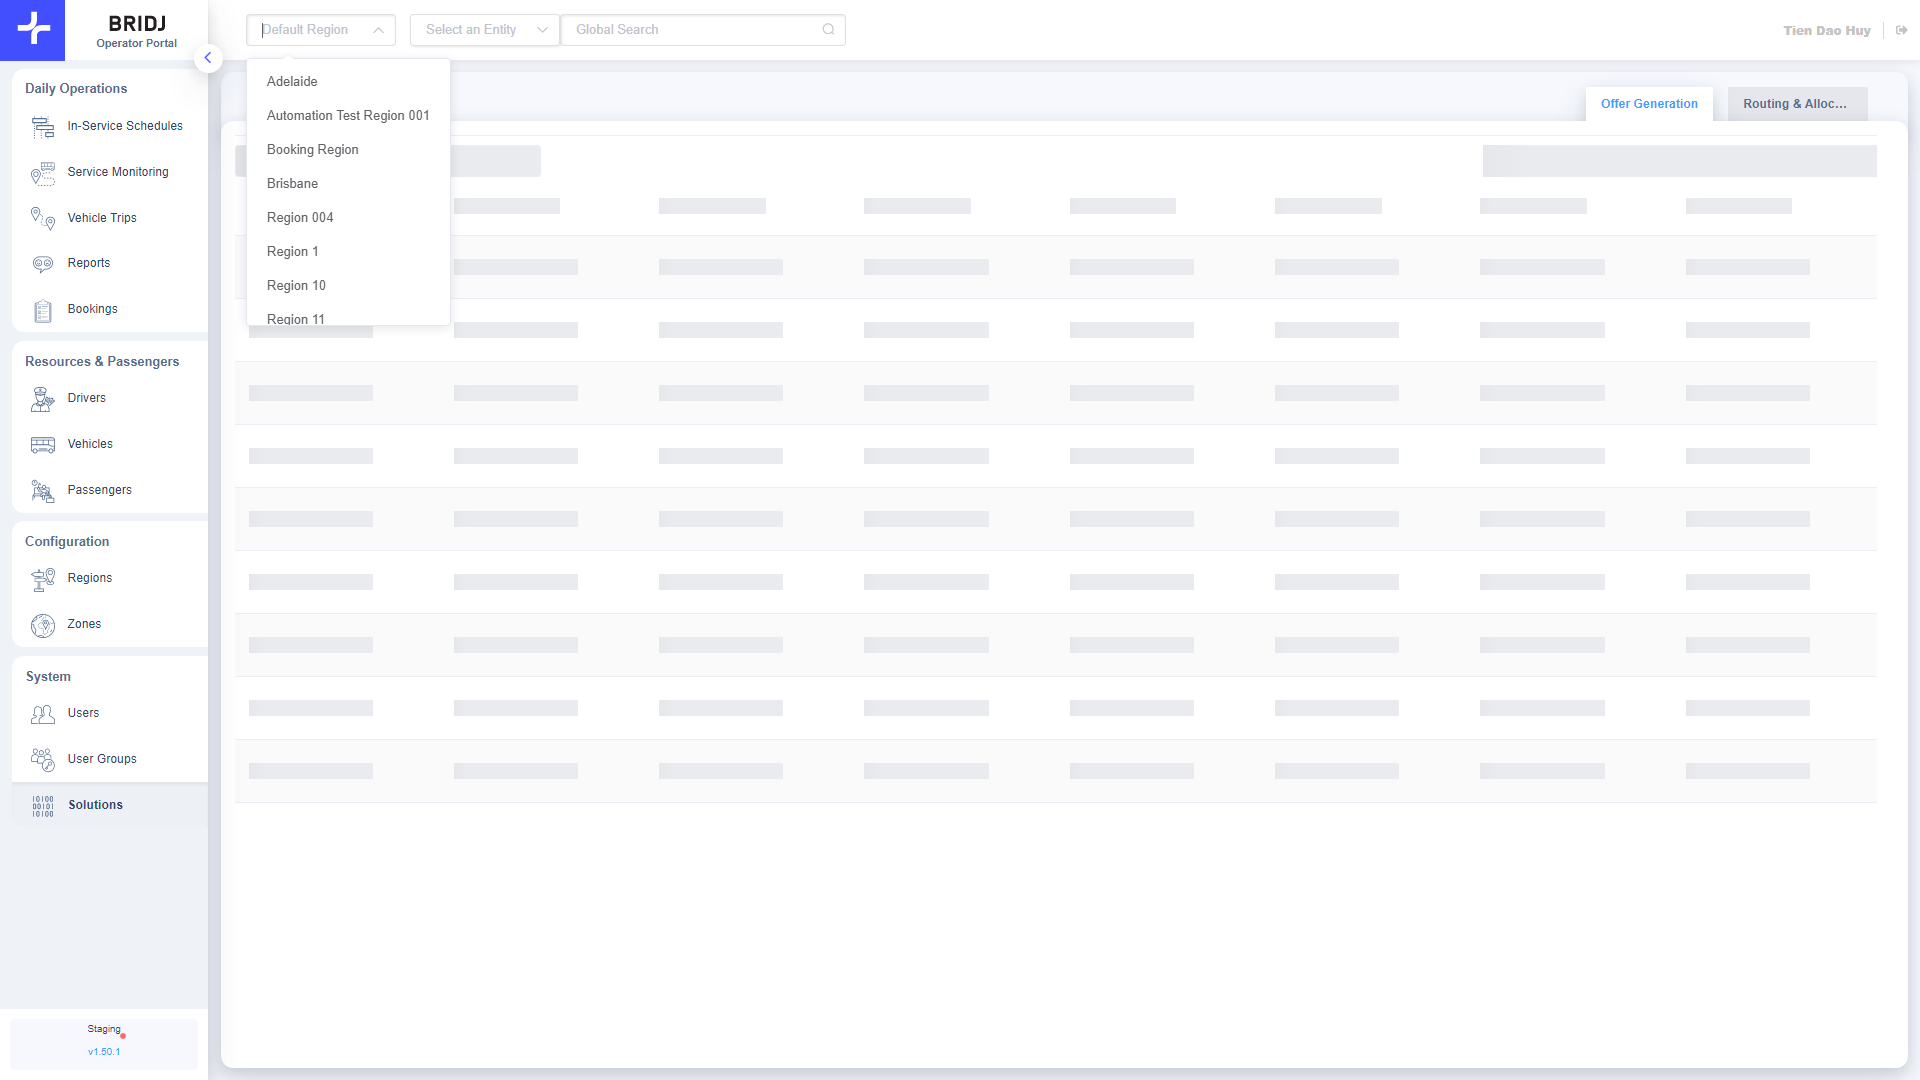 BRIDJ
Operator Portal
Default Region
Select an Entity
Global Search
Tien Dao Huy
Daily Operations
In-Service Schedules
Service Monitoring
Vehicle Trips
Reports
Bookings
Resources & Passengers
Drivers
Vehicles
Passengers
Configuration
Regions
Zones
System
Users
User Groups
10100
00101
10100
Solutions
Staging
v1.50.1
Adelaide
Automation Test Region 001
Booking Region
Brisbane
Region 004
Region 1
Region 10
Region 11
Offer Generation
Routing & Alloc...